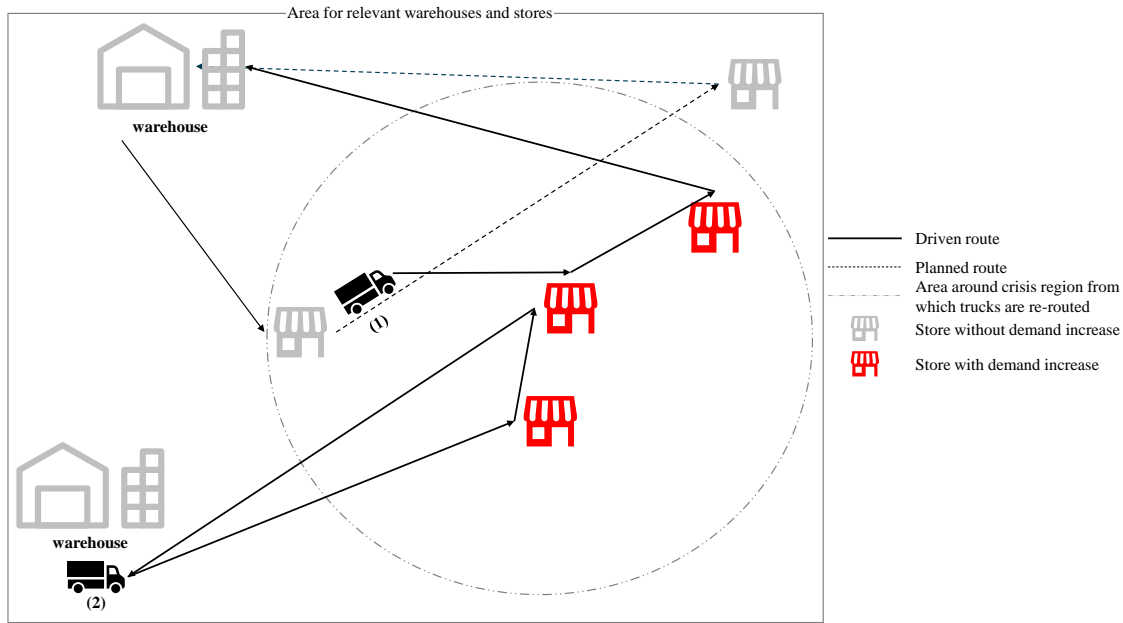 Area for relevant warehouses and stores
warehouse
(1)
warehouse
(2)
Driven route
Planned route
Area around crisis region from
which trucks are re-routed
Store without demand increase
Store with demand increase